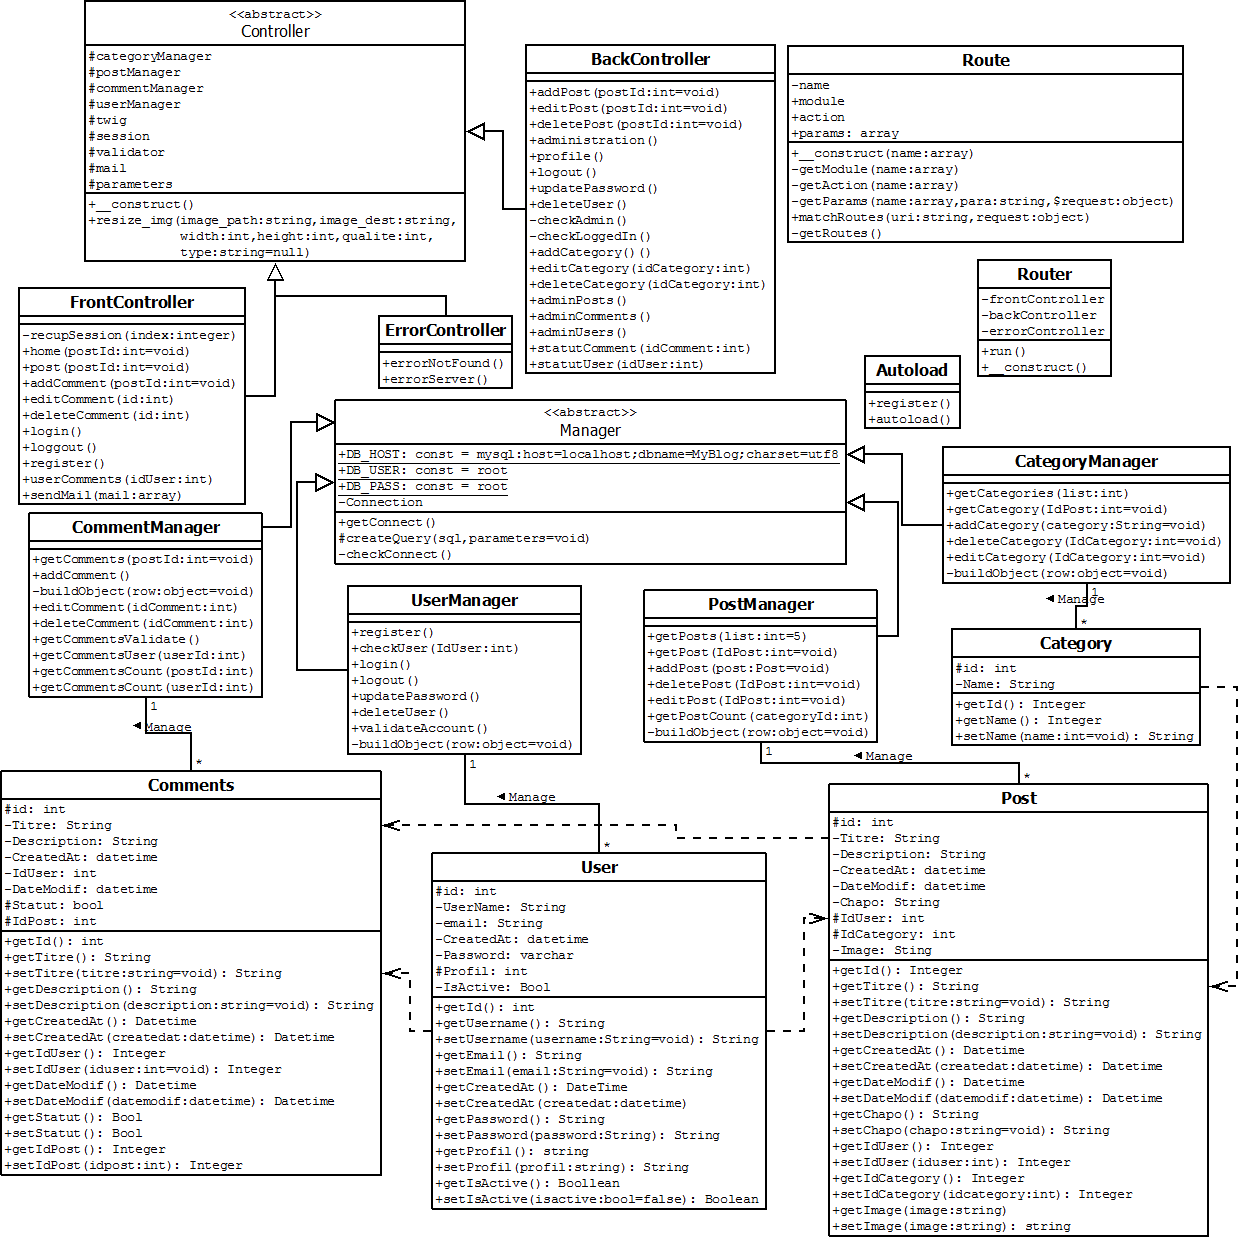 <<abstract>>
Controller
#categoryManager
#postManager
#commentManager
#userManager
#twig
#session
#validator
#mail
#parameters
+__construct()
+resize_img(image_path:string,image_dest:string,
width:int,height:int,qualite:int,
type:string=null)
BackController
+addPost(postId:int=void)
+editPost(postId:int=void)
+deletePost(postId:int=void)
+administration()
+profile()
+logout()
+updatePassword()
+deleteUser()
-checkAdmin()
-checkLoggedIn()
+addCategory()()
+editCategory(idCategory:int)
+deleteCategory(idCategory:int)
+adminPosts()
+adminComments()
+adminUsers()
+statutComment(idComment:int)
+statutUser(idUser:int)
Route
-name
+module
+action
+params: array
+__construct(name:array)
-getModule(name:array)
-getAction(name:array)
-getParams(name:array,para:string,$request:object)
+matchRoutes(uri:string,request:object)
-getRoutes()
Router
-frontController
-backController
-errorController
+run()
+__construct()
FrontController
-recupSession(index:integer)
+home(postId:int=void)
+post(postId:int=void)
+addComment(postId:int=void)
+editComment(id:int)
+deleteComment(id:int)
+login()
+loggout()
+register()
+userComments(idUser:int)
+sendMail(mail:array)
ErrorController
+errorNotFound()
+errorServer()
Autoload
+register()
+autoload()
<<abstract>>
Manager
+DB_HOST: const = mysql:host=localhost;dbname=MyBlog;charset=utf8
+DB_USER: const = root
+DB_PASS: const = root
-Connection
+getConnect()
#createQuery(sql,parameters=void)
-checkConnect()
CategoryManager
+getCategories(list:int)
+getCategory(IdPost:int=void)
+addCategory(category:String=void)
+deleteCategory(IdCategory:int=void)
+editCategory(IdCategory:int=void)
-buildObject(row:object=void)
1
Manage
*
CommentManager
+getComments(postId:int=void)
+addComment()
-buildObject(row:object=void)
+editComment(idComment:int)
+deleteComment(idComment:int)
+getCommentsValidate()
+getCommentsUser(userId:int)
+getCommentsCount(postId:int)
+getCommentsCount(userId:int)
1
Manage
*
UserManager
+register()
+checkUser(IdUser:int)
+login()
+logout()
+updatePassword()
+deleteUser()
+validateAccount()
-buildObject(row:object=void)
1
Manage
*
PostManager
+getPosts(list:int=5)
+getPost(IdPost:int=void)
+addPost(post:Post=void)
+deletePost(IdPost:int=void)
+editPost(IdPost:int=void)
+getPostCount(categoryId:int)
-buildObject(row:object=void)
1
Manage
*
Category
#id: int
-Name: String
+getId(): Integer
+getName(): Integer
+setName(name:int=void): String
Comments
#id: int
-Titre: String
-Description: String
-CreatedAt: datetime
-IdUser: int
-DateModif: datetime
#Statut: bool
#IdPost: int
+getId(): int
+getTitre(): String
+setTitre(titre:string=void): String
+getDescription(): String
+setDescription(description:string=void): String
+getCreatedAt(): Datetime
+setCreatedAt(createdat:datetime): Datetime
+getIdUser(): Integer
+setIdUser(iduser:int=void): Integer
+getDateModif(): Datetime
+setDateModif(datemodif:datetime): Datetime
+getStatut(): Bool
+setStatut(): Bool
+getIdPost(): Integer
+setIdPost(idpost:int): Integer
User
#id: int
-UserName: String
-email: String
-CreatedAt: datetime
-Password: varchar
#Profil: int
-IsActive: Bool
+getId(): int
+getUsername(): String
+setUsername(username:String=void): String
+getEmail(): String
+setEmail(email:String=void): String
+getCreatedAt(): DateTime
+setCreatedAt(createdat:datetime)
+getPassword(): String
+setPassword(password:String): String
+getProfil(): string
+setProfil(profil:string): String
+getIsActive(): Boollean
+setIsActive(isactive:bool=false): Boolean
Post
#id: int
-Titre: String
-Description: String
-CreatedAt: datetime
-DateModif: datetime
-Chapo: String
#IdUser: int
#IdCategory: int
-Image: Sting
+getId(): Integer
+getTitre(): String
+setTitre(titre:string=void): String
+getDescription(): String
+setDescription(description:string=void): String
+getCreatedAt(): Datetime
+setCreatedAt(createdat:datetime): Datetime
+getDateModif(): Datetime
+setDateModif(datemodif:datetime): Datetime
+getChapo(): String
+setChapo(chapo:string=void): String
+getIdUser(): Integer
+setIdUser(iduser:int): Integer
+getIdCategory(): Integer
+setIdCategory(idcategory:int): Integer
+getImage(image:string)
+setImage(image:string): string